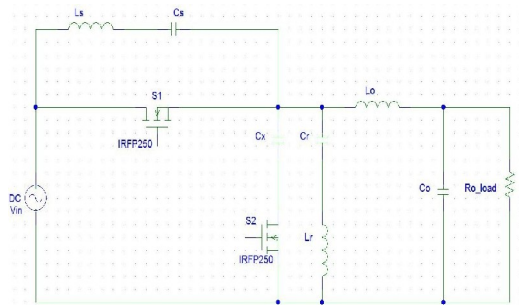 Ls
Cs
S1
IRFP250
Lo
Cx
Cr
DC
Vin
Co
Ro_load
S2
IRFP250
Lr